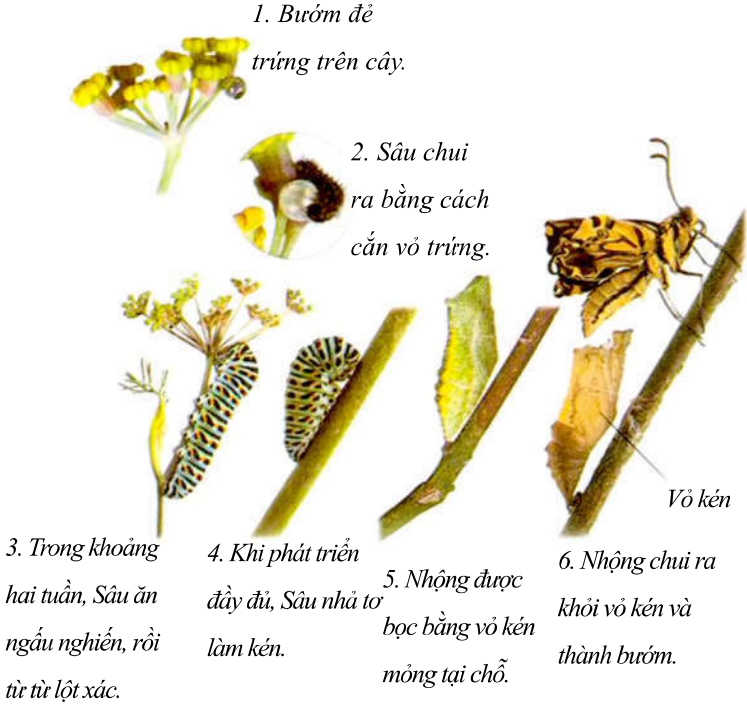 1. Bướm đẻ
trứng trên cây.
2. Sâu chui
ra bằng cách
cắn vỏ trứng.
Vỏ kén
3. Trong khoảng
hai tuần, Sâu ăn
ngấu nghiến, rồi
từ từ lột xác.
4. Khi phát triển
đầy đủ, Sâu nhả tơ
làm kén.
5. Nhộng được
bọc bằng vỏ kén
mỏng tại chỗ.
6. Nhộng chui ra
khỏi vỏ kén và
thành bướm.